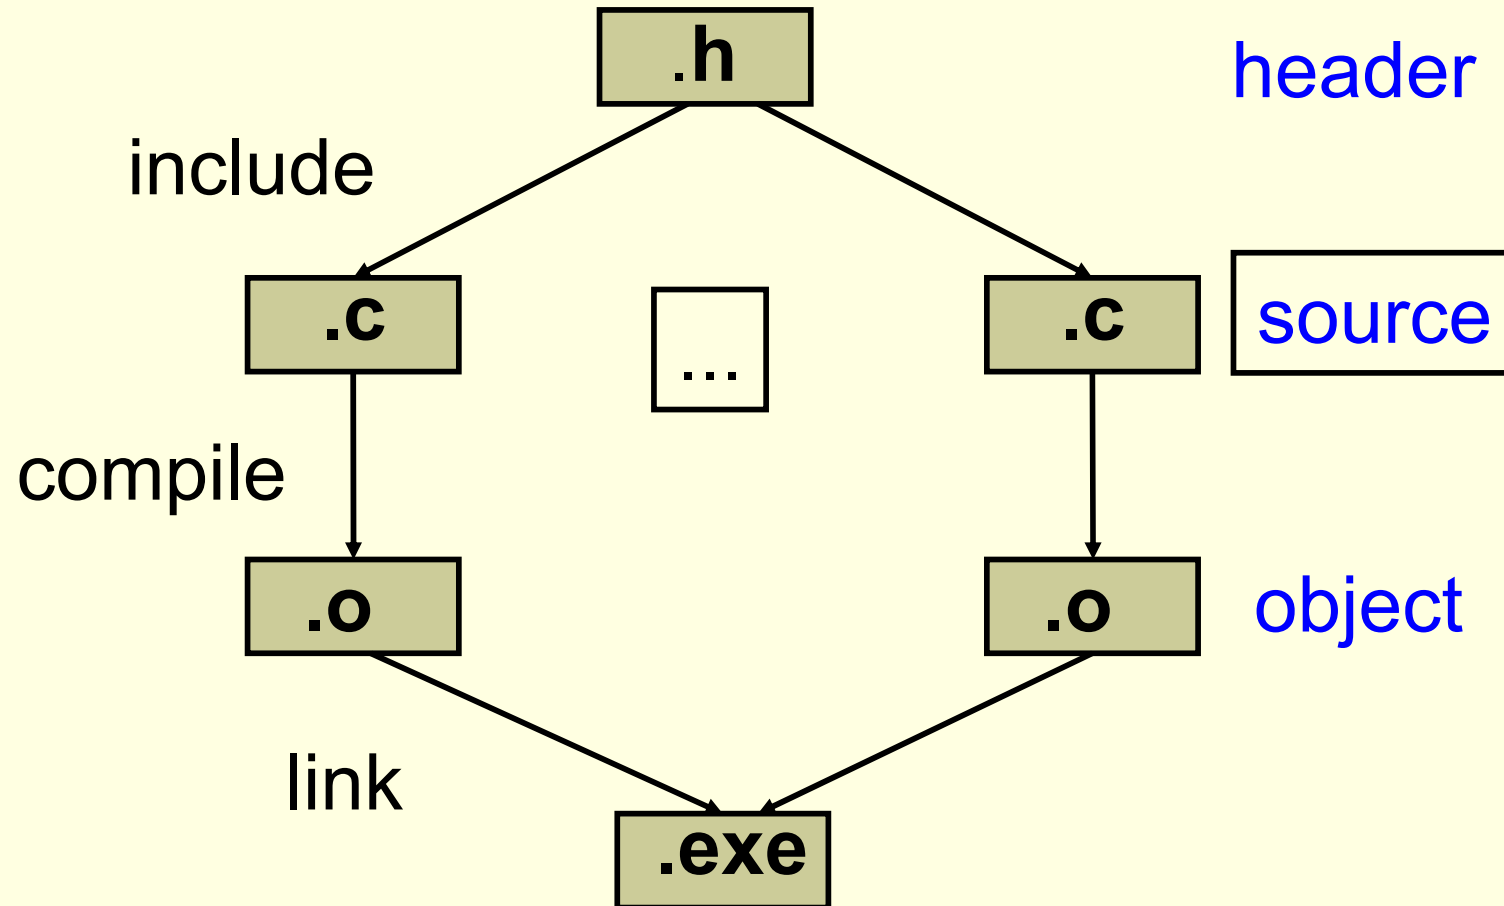 .h
header
include
.c
...
.c
source
compile
.o
.o
object
link
.exe